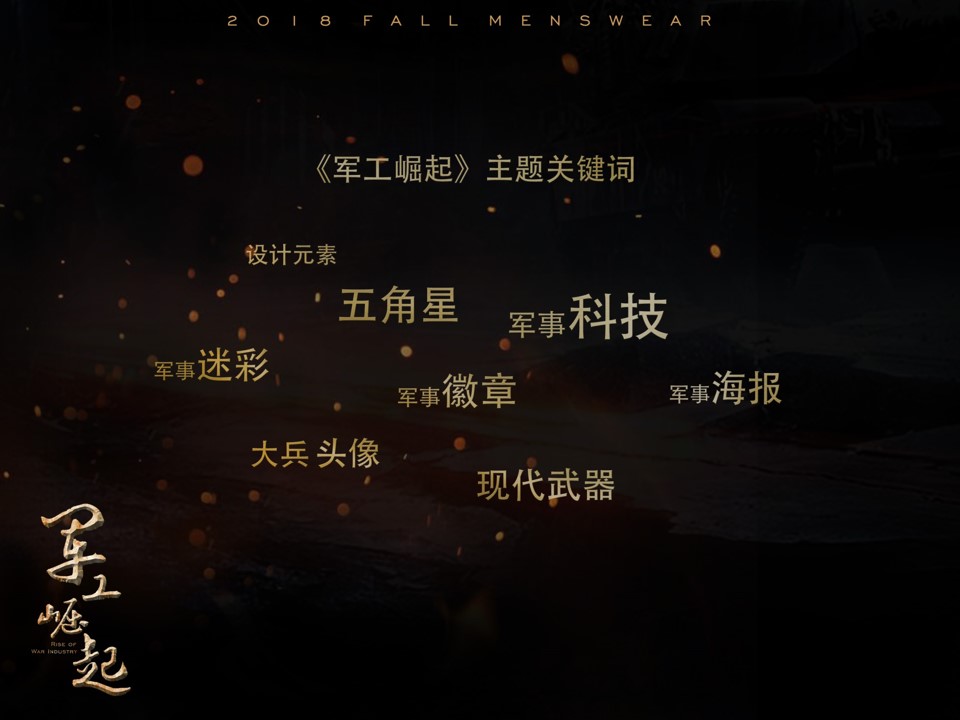 2018 FALL MENSWEAR
《军工崛起》主题关键词
设计元素
五角星
军事科技
军事迷彩
军事徽章
军事海报
大兵 头像
现代武器
军工崛起
RISE OF
WAR INDUSTRY